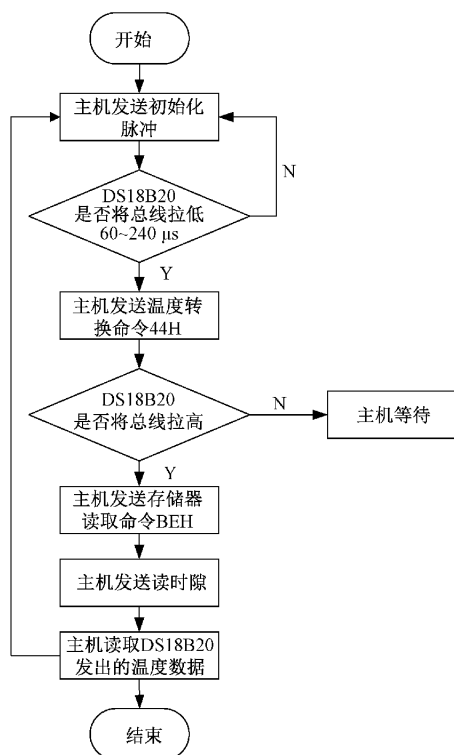 开始
主机发送初始化
脉冲
N
DS18B20
是否将总线拉低
60~240 μs
Y
主机发送温度转
换命令44H
DS18B20
是否将总线拉高
N
主机等待
Y
主机发送存储器
读取命令BEH
主机发送读时隙
主机读取DS18B20
发出的温度数据
结束